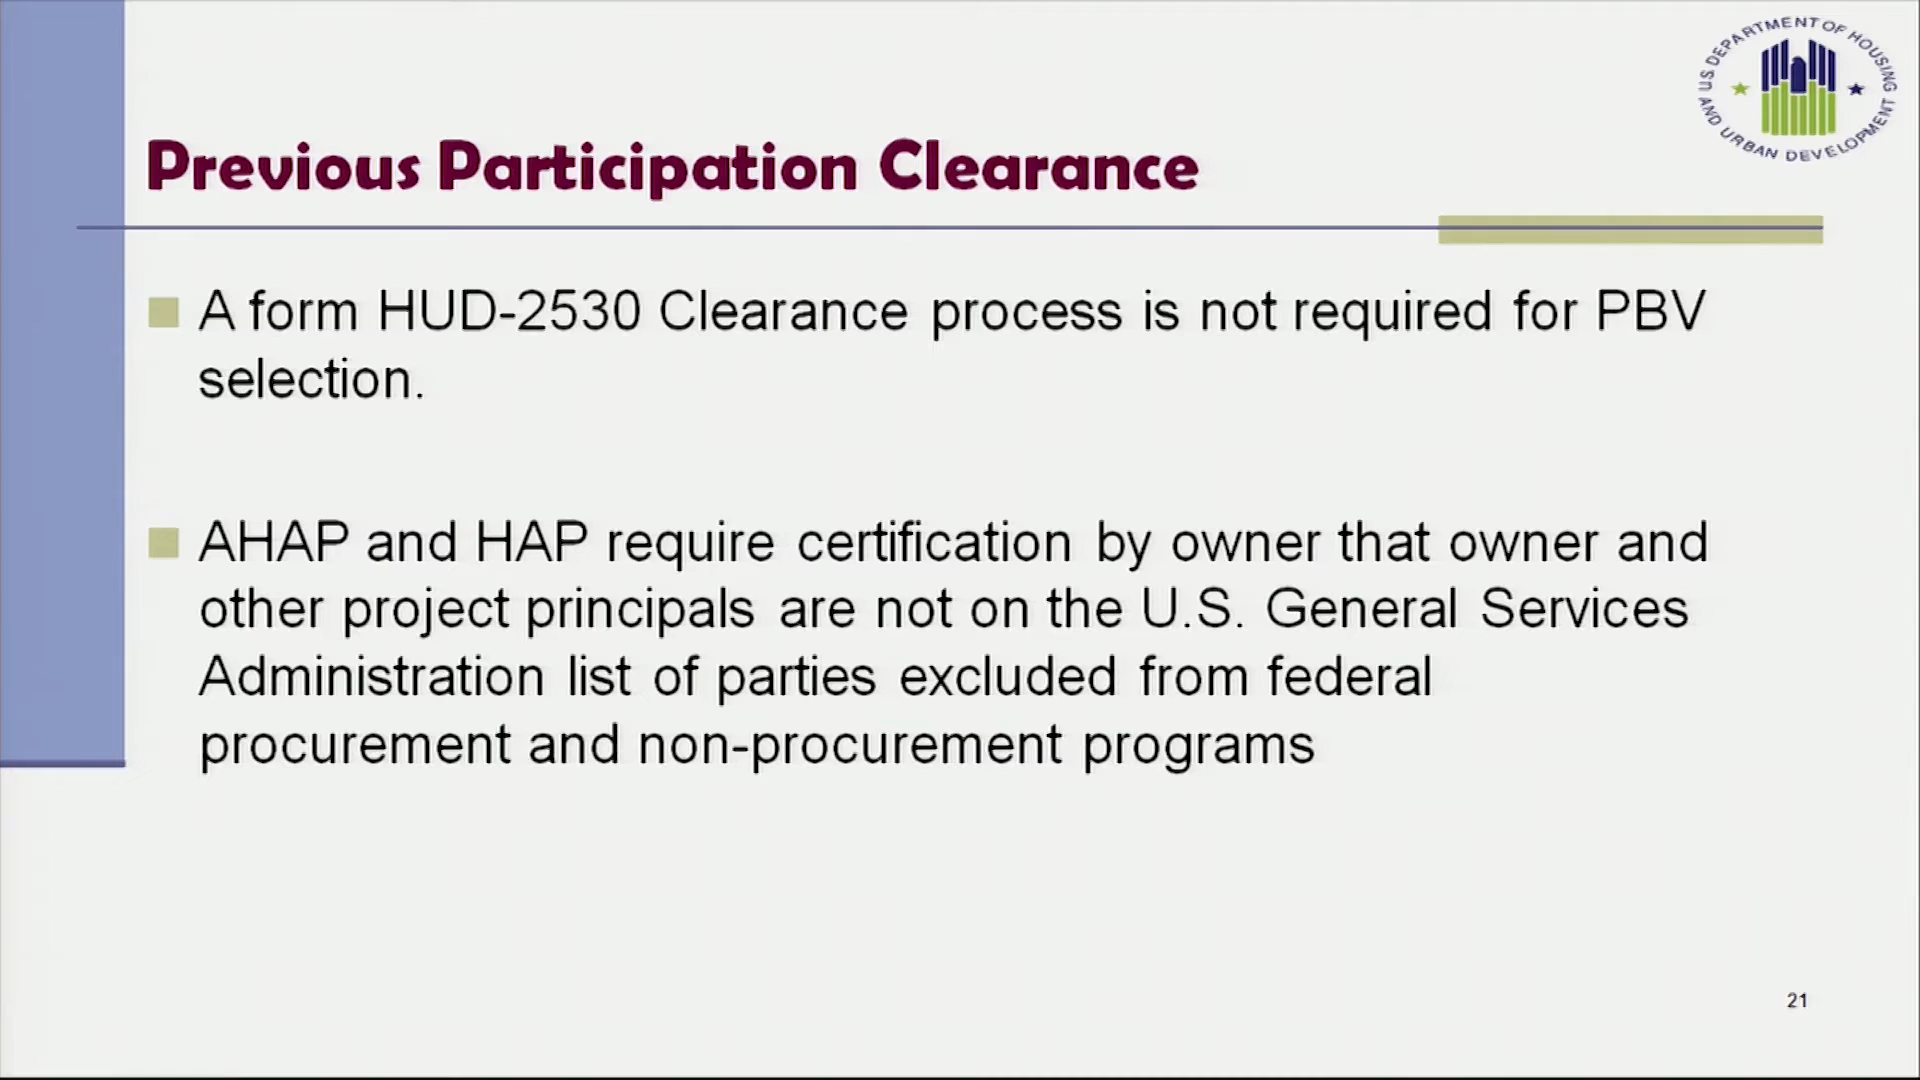 US DEPARTMENT OF HOUSING
AND URBAN DEVELOPMENT
Previous Participation Clearance
A form HUD-2530 Clearance process is not required for PBV
selection.
AHAP and HAP require certification by owner that owner and
other project principals are not on the U.S. General Services
Administration list of parties excluded from federal
procurement and non-procurement programs
21